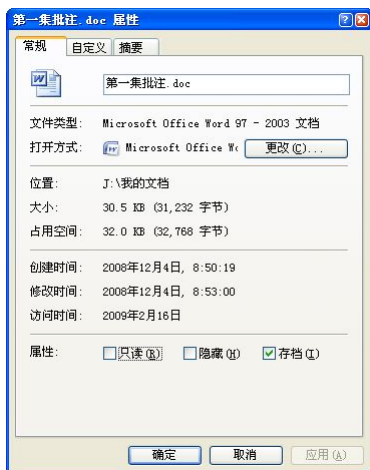 第一集批注.doc 属性
常规 自定义 摘要
第一集批注.doc
文件类型: Microsoft Office Word 97 - 2003 文档
打开方式: Microsoft Office Wo 更改(C)...
位置: J:\我的文档
大小: 30.5 KB (31,232 字节)
占用空间: 32.0 KB (32,768 字节)
创建时间: 2008年12月4日, 8:50:19
修改时间: 2008年12月4日, 8:53:00
访问时间: 2009年2月16日
属性: 只读(R) 隐藏(H) 存档(I)
确定 取消 应用(A)